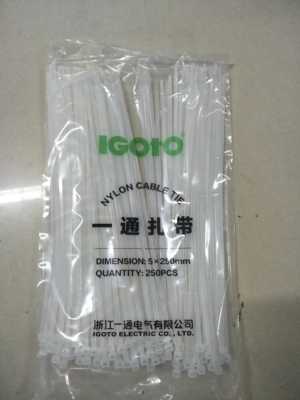 IGOTO
NYLON CABLE TIE
一通扎带
DIMENSION: 5×250mm
QUANTITY: 250PCS
浙江一通电气有限公司
IGOTO ELECTRIC CO., LTD.